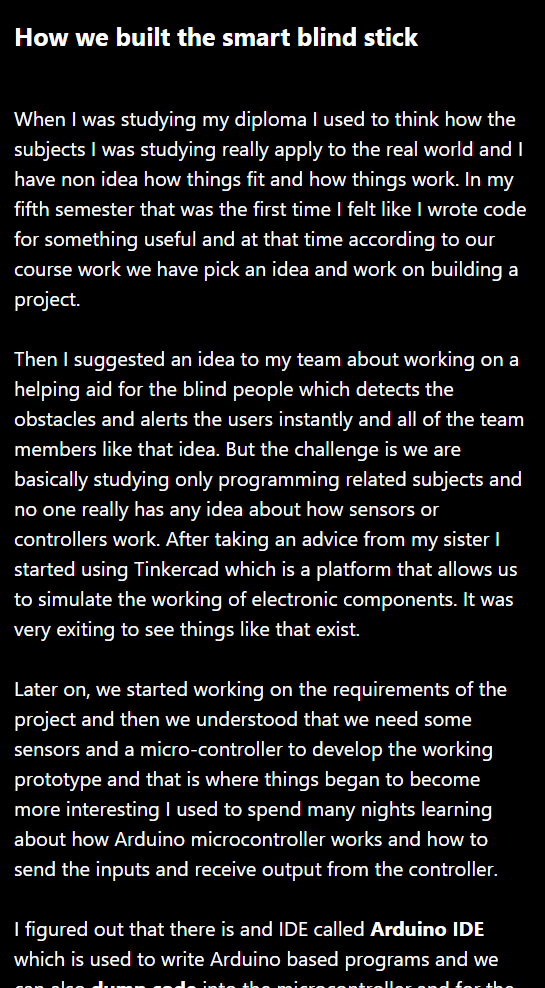 How we built the smart blind stick
When I was studying my diploma I used to think how the
subjects I was studying really apply to the real world and I
have non idea how things fit and how things work. In my
fifth semester that was the first time I felt like I wrote code
for something useful and at that time according to our
course work we have pick an idea and work on building a
project.
Then I suggested an idea to my team about working on a
helping aid for the blind people which detects the
obstacles and alerts the users instantly and all of the team
members like that idea. But the challenge is we are
basically studying only programming related subjects and
no one really has any idea about how sensors or
controllers work. After taking an advice from my sister I
started using Tinkercad which is a platform that allows us
to simulate the working of electronic components. It was
very exiting to see things like that exist.
Later on, we started working on the requirements of the
project and then we understood that we need some
sensors and a micro-controller to develop the working
prototype and that is where things began to become
more interesting I used to spend many nights learning
about how Arduino microcontroller works and how to
send the inputs and receive output from the controller.
I figured out that there is and IDE called Arduino IDE
which is used to write Arduino based programs and we
can also dump code into the microcontroller and for the